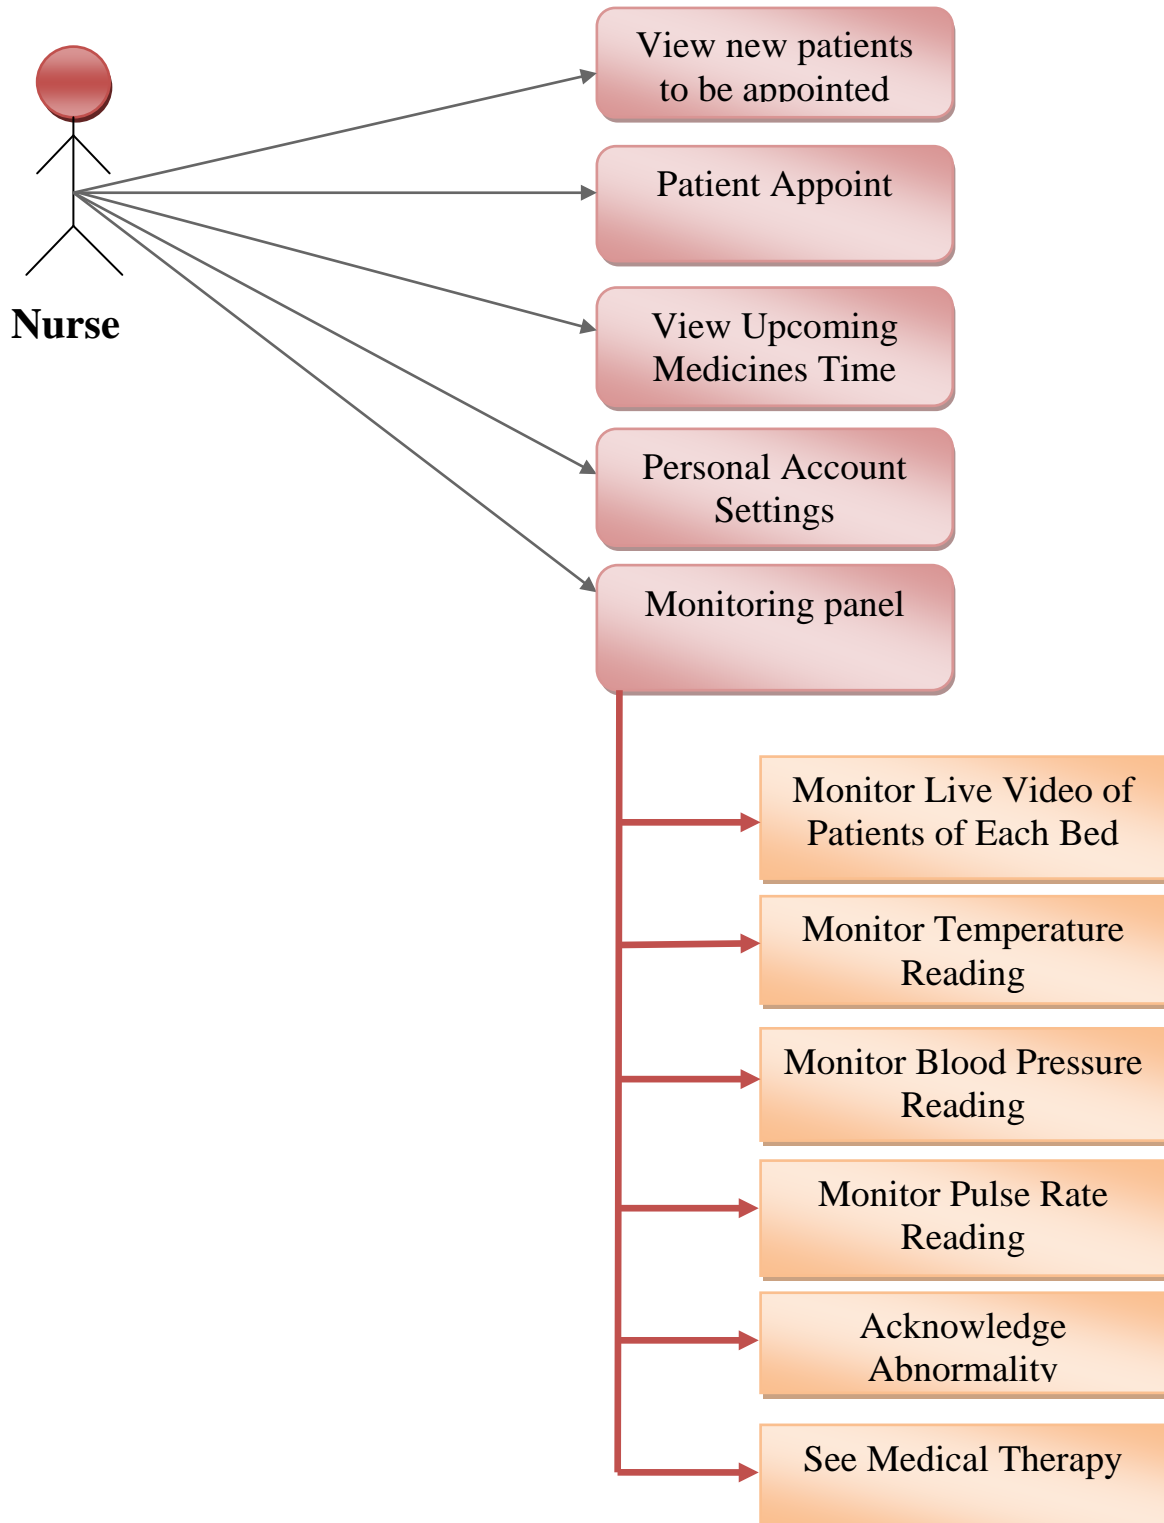 View new patients
to be appointed
Patient Appoint
Nurse
View Upcoming
Medicines Time
Personal Account
Settings
Monitoring panel
Monitor Live Video of
Patients of Each Bed
Monitor Temperature
Reading
Monitor Blood Pressure
Reading
Monitor Pulse Rate
Reading
Acknowledge
Abnormality
See Medical Therapy